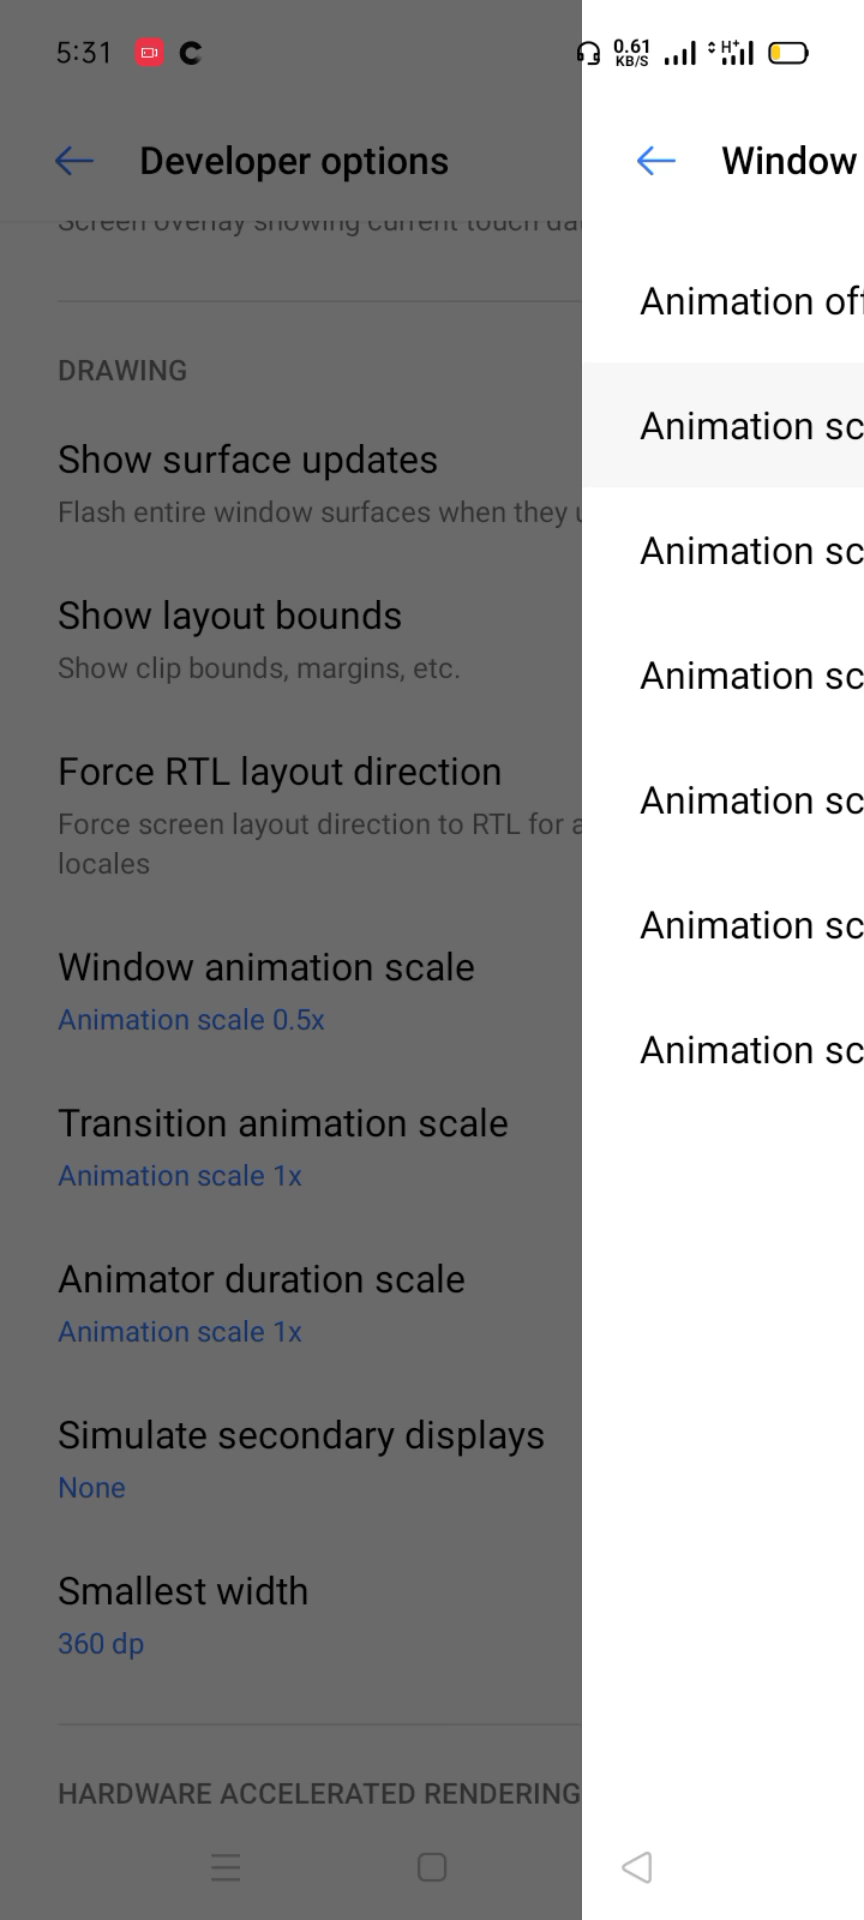 5:31
0.61
KB/S
H+
Developer options
Screen overlay showing current touch
DRAWING
Show surface updates
Flash entire window surfaces when they
Show layout bounds
Show clip bounds, margins, etc.
Force RTL layout direction
Force screen layout direction to RTL for
locales
Window animation scale
Animation scale 0.5x
Transition animation scale
Animation scale 1x
Animator duration scale
Animation scale 1x
Simulate secondary displays
None
Smallest width
360 dp
HARDWARE ACCELERATED RENDERING
Window
Animation of
Animation sc
Animation sc
Animation sc
Animation sc
Animation sc
Animation sc